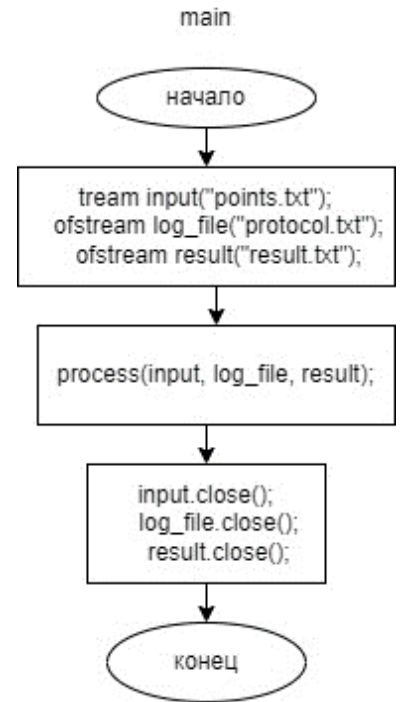 main
начало
tream input("points.txt");
ofstream log_file("protocol.txt");
ofstream result("result.txt");
process(input, log_file, result);
input.close();
log_file.close();
result.close();
конец